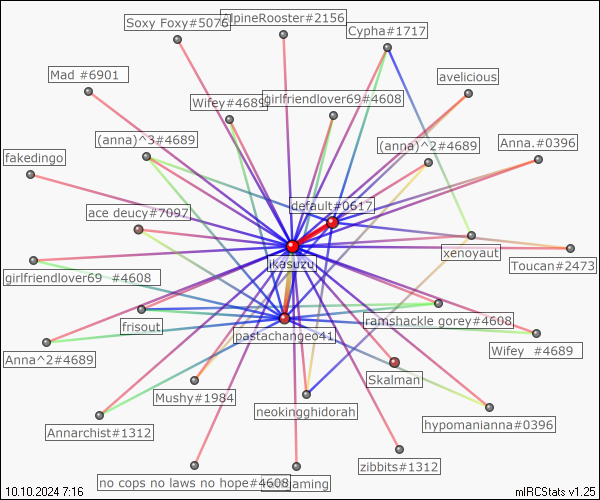 Soxy Foxy#5076
AlpineRooster#2156
Cypha#1717
Mad #6901
avelicious
Wifey#4689
girlfriendlover69#4608
(anna)^3#4689
(anna)^2#4689
Anna.#0396
fakedingo
default#0617
ace deucy#7097
ikasuzu
xenoyaut
Toucan#2473
girlfriendlover69 #4608
frisout
ramshackle gorey#4608
pastachangeo41
Anna^2#4689
Wifey #4689
Skalman
Mushy#1984
neokingghidorah
hypomanianna#0396
Annarchist#1312
zibbits#1312
no cops no laws no hope#4608
10.10.2024 7:16
mIRCStats v1.25